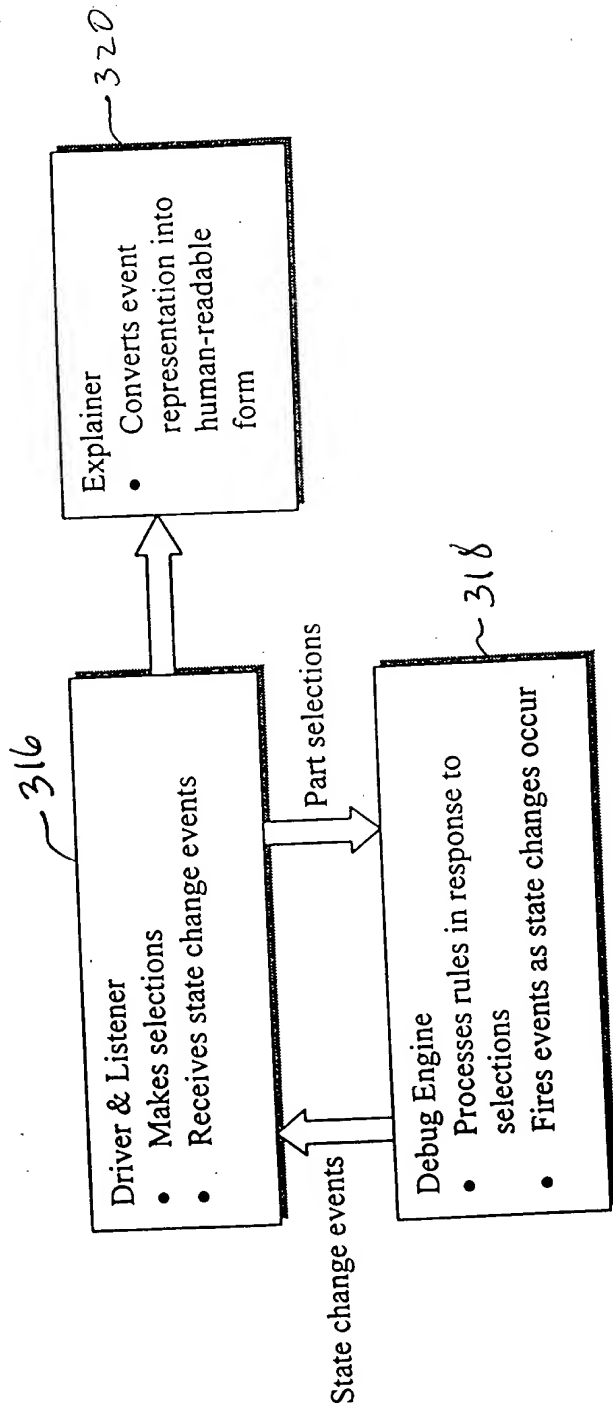 316
Driver & Listener
• Makes selections
• Receives state change events
320
Explainer
• Converts event
representation into
human-readable
form
State change events
Part selections
318
Debug Engine
• Processes rules in response to
selections
• Fires events as state changes occur